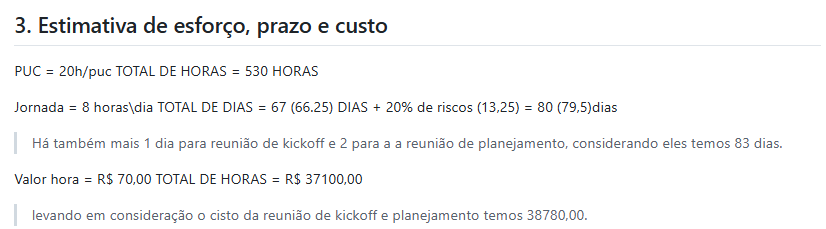 3. Estimativa de esforço, prazo e custo
PUC = 20h/puc TOTAL DE HORAS = 530 HORAS
Jornada = 8 horas\dia TOTAL DE DIAS = 67 (66.25) DIAS + 20% de riscos (13,25) = 80 (79,5)dias
Há também mais 1 dia para reunião de kickoff e 2 para a a reunião de planejamento, considerando eles temos 83 dias.
Valor hora = R$ 70,00 TOTAL DE HORAS = R$ 37100,00
levando em consideração o cisto da reunião de kickoff e planejamento temos 38780,00.